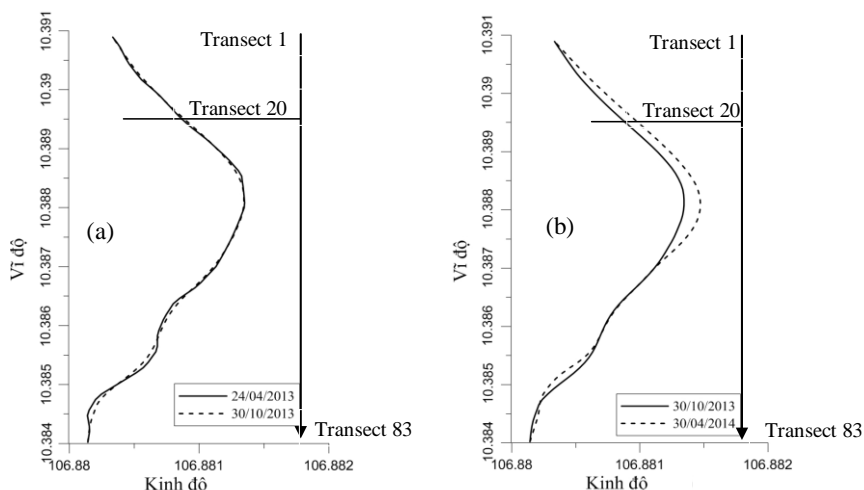 Transect 1
Transect 20
Transect 83
(a)
Vĩ độ
10.391
10.39
10.389
10.388
10.387
10.386
10.385
10.384
24/04/2013
30/10/2013
106.88
106.881
106.882
Kinh độ
Transect 1
Transect 20
Transect 83
(b)
Vĩ độ
10.391
10.39
10.389
10.388
10.387
10.386
10.385
10.384
30/10/2013
30/04/2014
106.88
106.881
106.882
Kinh độ